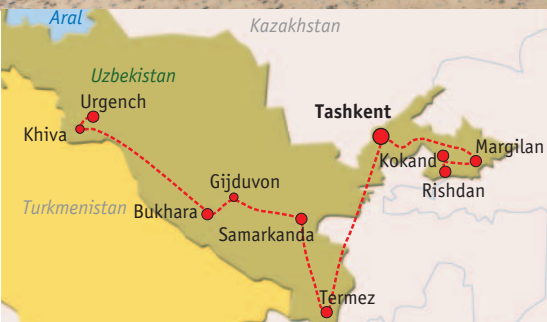 Aral
Kazakhstan
Uzbekistan
Urgench
Tashkent
Khiva
Kokand
Margilan
Rishdan
Gijduvon
Turkmenistan
Bukhara
Samarkanda
Termez